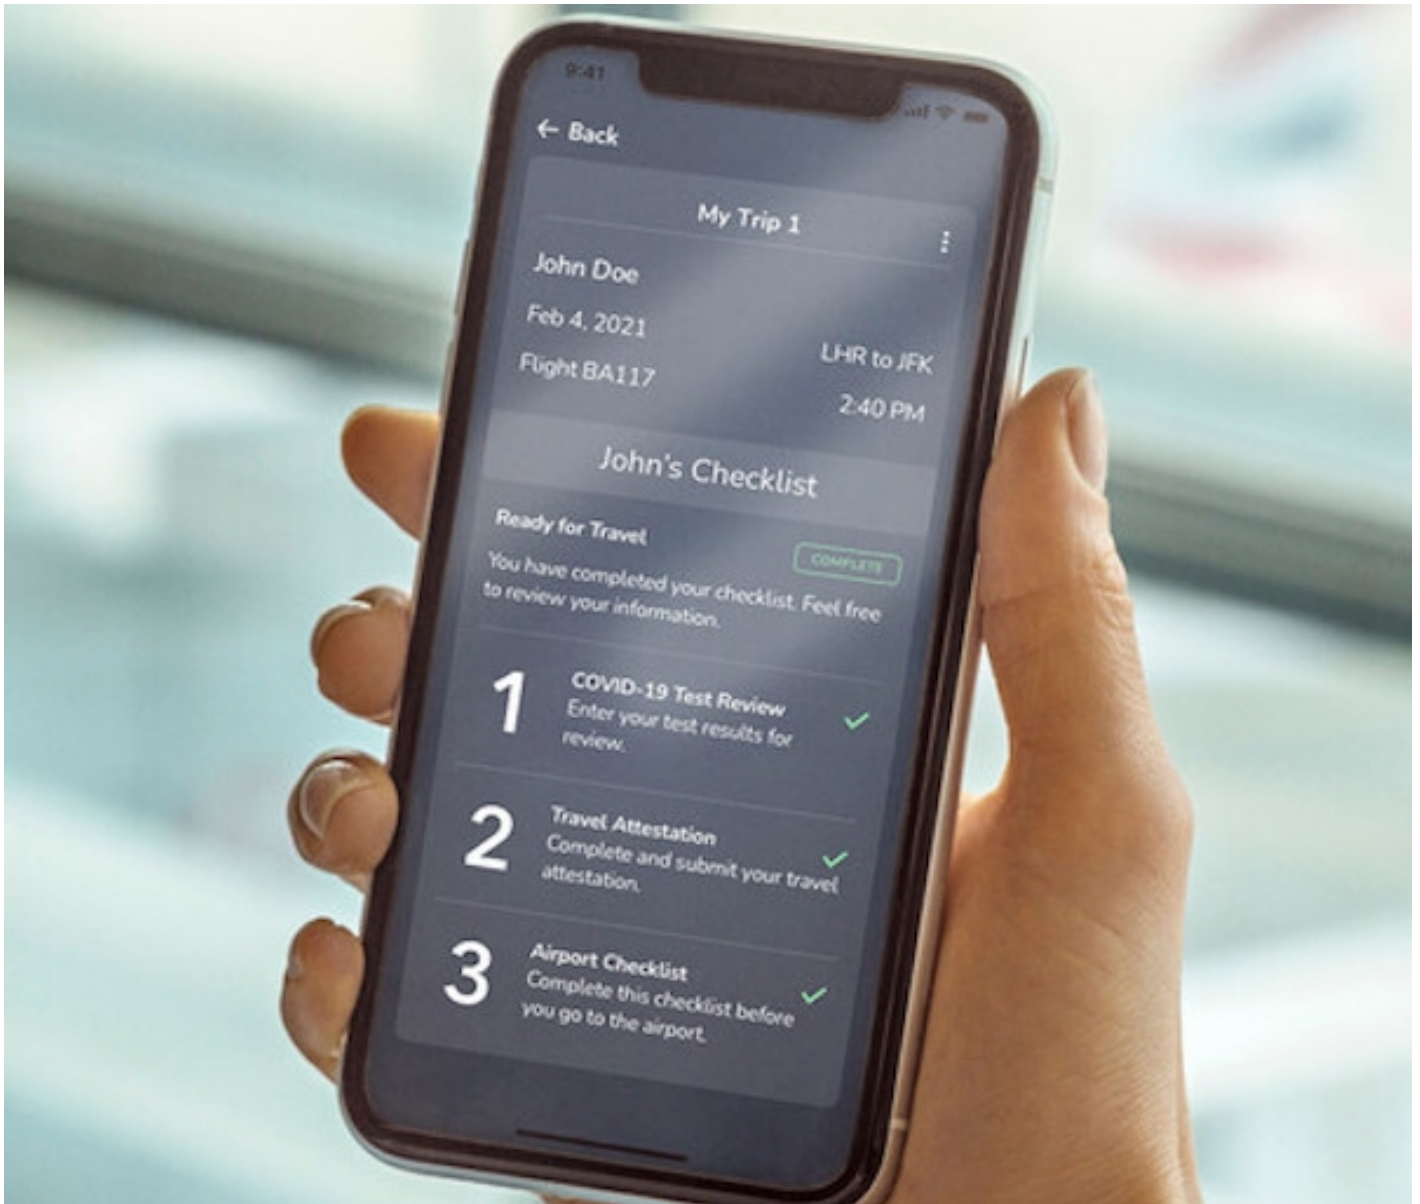 9:41
← Back
My Trip 1
John Doe
Feb 4, 2021
LHR to JFK
Flight BA117
2:40 PM
John's Checklist
Ready for Travel
COMPLETE
You have completed your checklist. Feel free
to review your information.
1
COVID-19 Test Review
Enter your test results for
review.
2
Travel Attestation
Complete and submit your travel
attestation.
3
Airport Checklist
Complete this checklist before
you go to the airport.